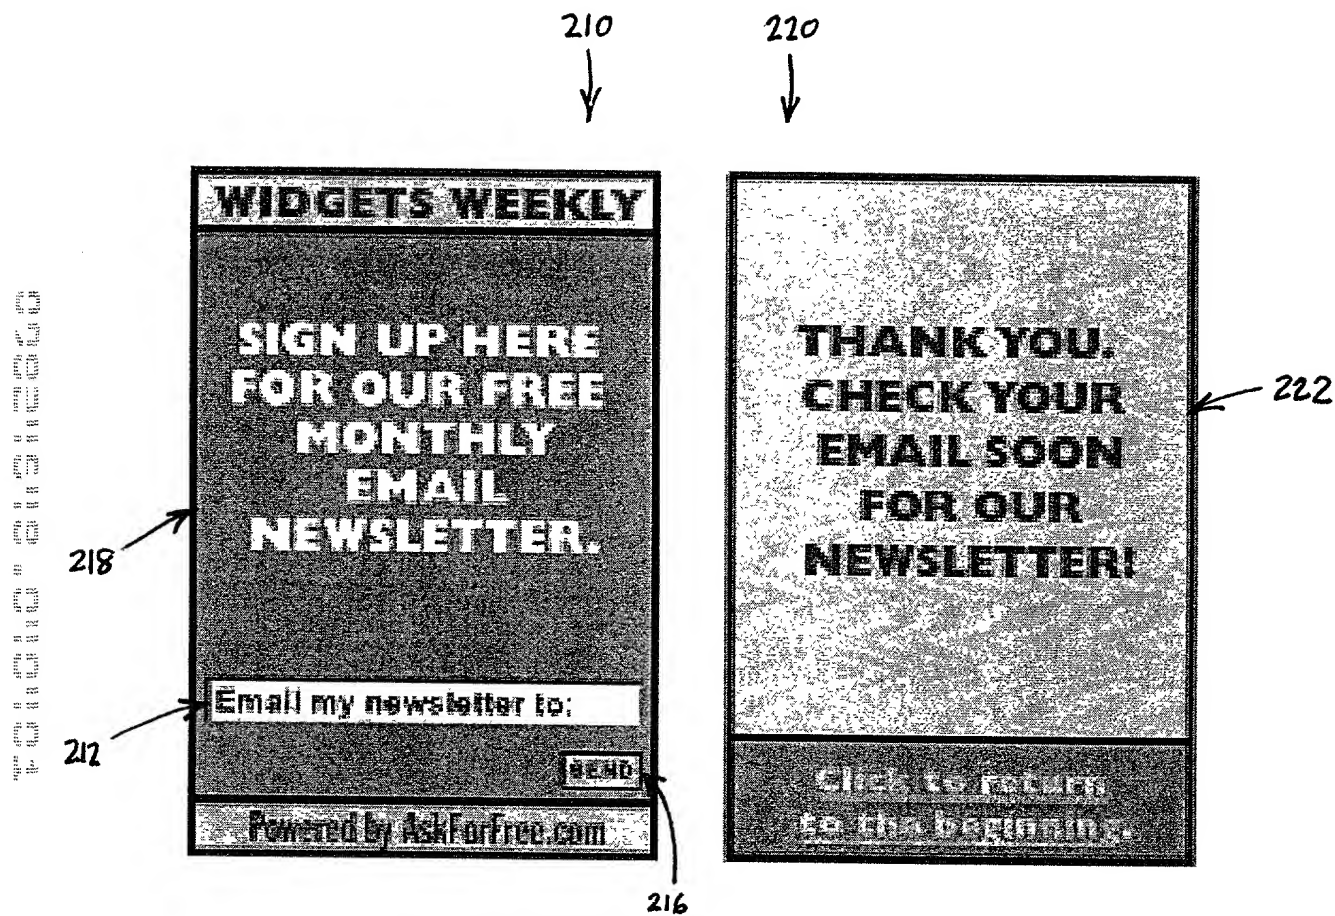 210
220
WIDGETS WEEKLY
SIGN UP HERE
FOR OUR FREE
MONTHLY
EMAIL
NEWSLETTER.
218
Email my newsletter to:
212
SEND
Powered by AskForFree.com
216
THANK YOU.
CHECK YOUR
EMAIL SOON
FOR OUR
NEWSLETTER!
222
Click to return
to the beginning.